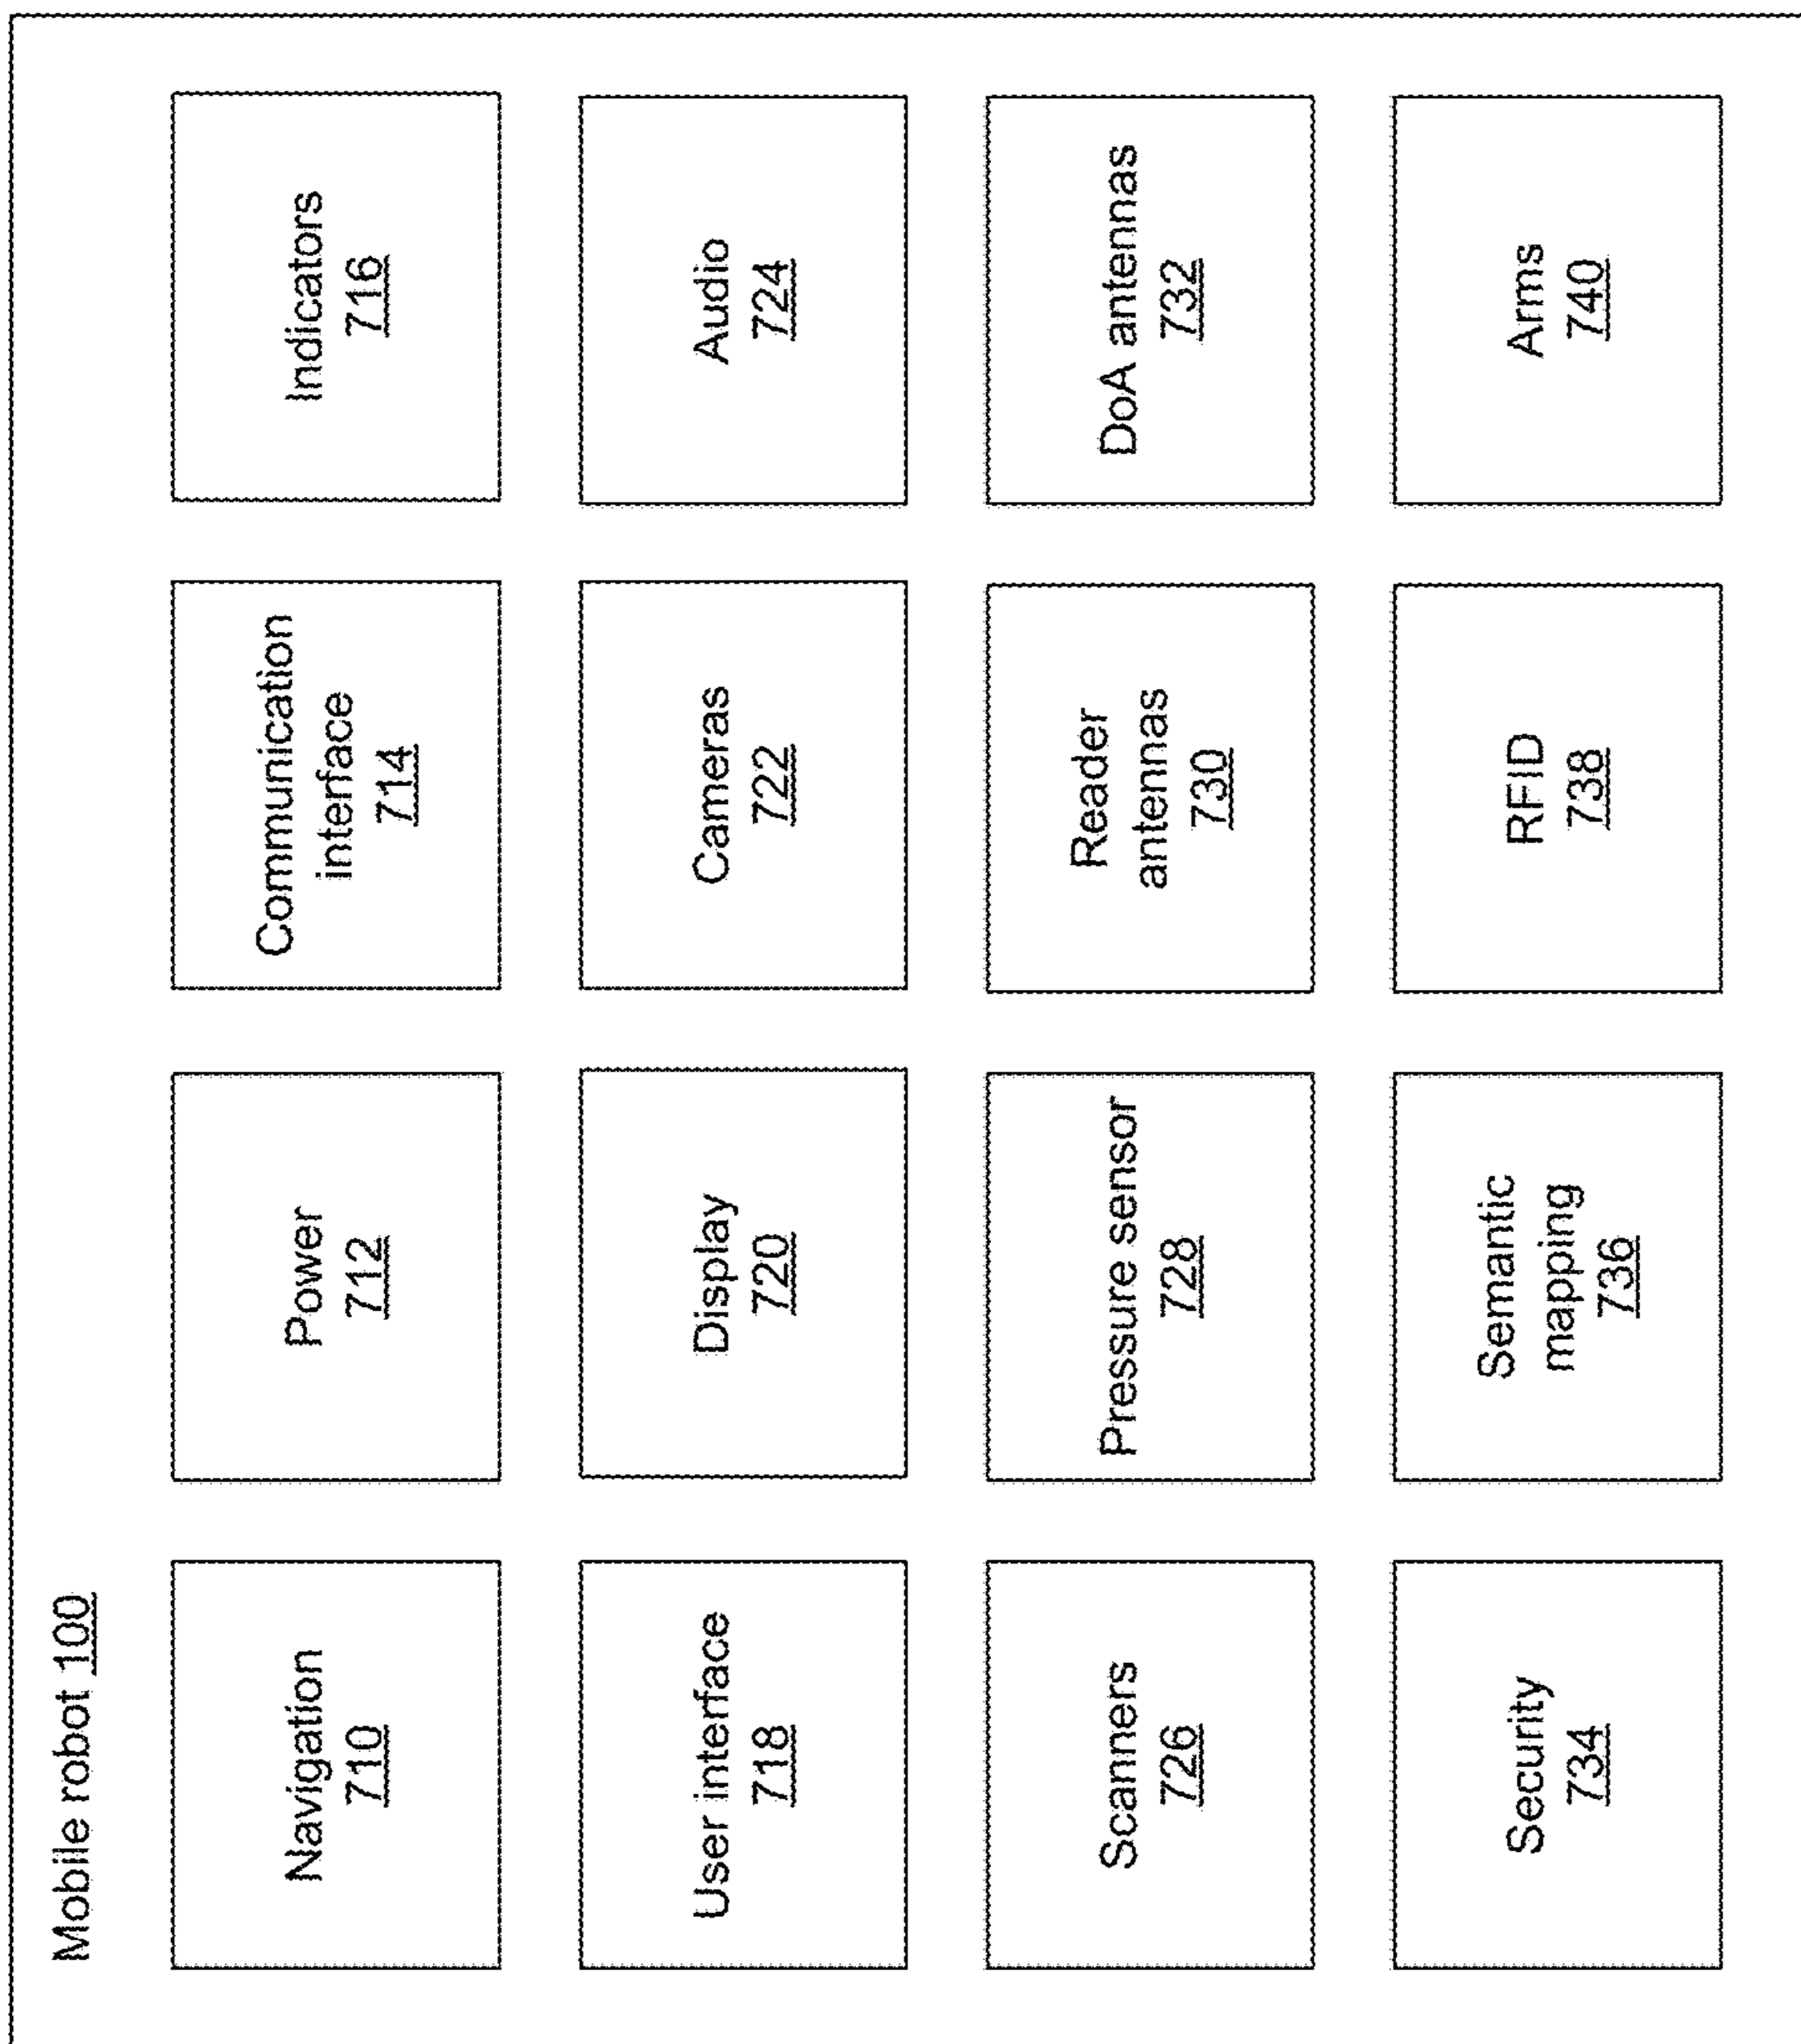 Mobile robot 100
Navigation
710
Power
712
Communication
interface
714
Indicators
716
User interface
718
Display
720
Cameras
722
Audio
724
Scanners
726
Pressure sensor
728
Reader
antennas
730
DoA antennas
732
Security
734
Semantic
mapping
736
RFID
738
Arms
740